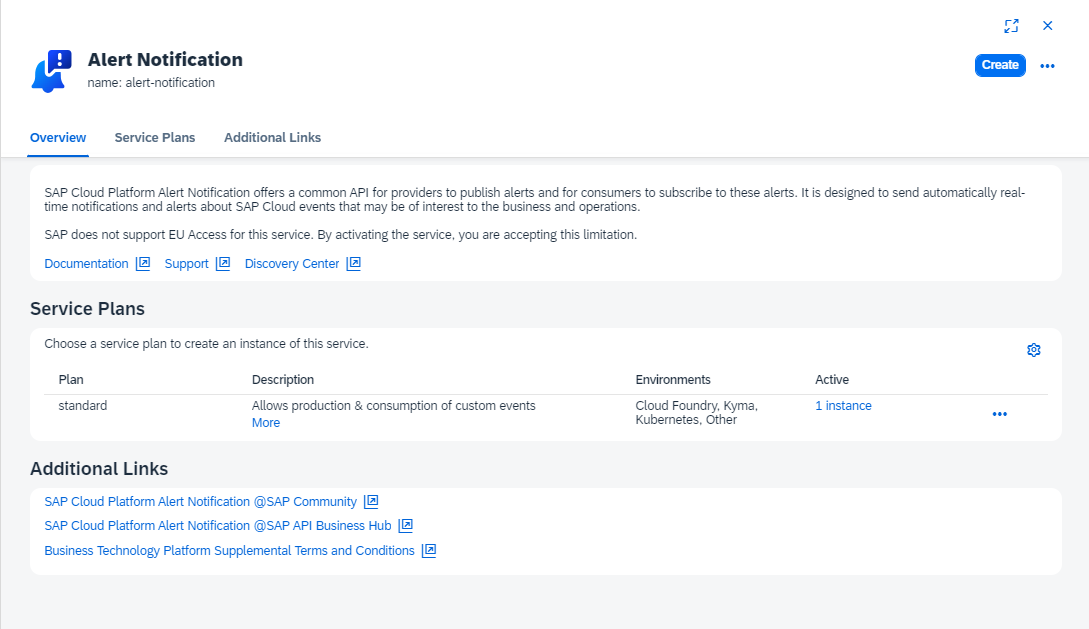 Alert Notification
name: alert-notification
Create
Overview Service Plans Additional Links
SAP Cloud Platform Alert Notification offers a common API for providers to publish alerts and for consumers to subscribe to these alerts. It is designed to send automatically real-
time notifications and alerts about SAP Cloud events that may be of interest to the business and operations.
SAP does not support EU Access for this service. By activating the service, you are accepting this limitation.
Documentation Support Discovery Center
Service Plans
Choose a service plan to create an instance of this service.
Plan Description Environments Active
standard Allows production & consumption of custom events Cloud Foundry, Kyma, 1 instance
More Kubernetes, Other
Additional Links
SAP Cloud Platform Alert Notification @SAP Community
SAP Cloud Platform Alert Notification @SAP API Business Hub
Business Technology Platform Supplemental Terms and Conditions